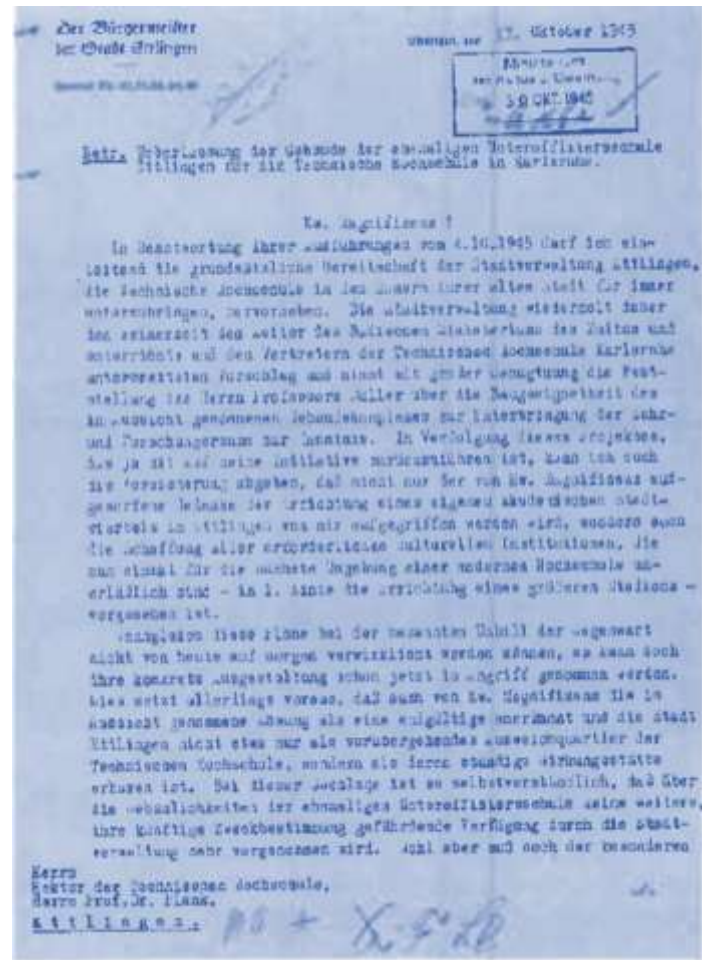 Der Bürgermeister
der Stadt Ettlingen
Ettlingen, den 17. Oktober 1945
30 OKT. 1945
Betr. Ueberlassung der Gebäude der ehemaligen Unteroffiziersschule
Ettlingen für die Technische Hochschule in Karlsruhe.
Ew. Magnifizenz !
In Beantwortung Ihrer Ausführungen vom 4.10.1945 darf ich ein-
leitend die grundsätzliche Bereitschaft der Stadtverwaltung Ettlingen,
die Technische Hochschule in den Mauern ihrer alten Stadt für immer
unterzubringen, hervorheben. Die Stadtverwaltung wiederholt daher
den seinerzeit dem Leiter des Badischen Ministeriums des Kultus und
Unterrichts und den Vertretern der Technischen Hochschule Karlsruhe
unterbreiteten Vorschlag und nimmt mit großer Genugtuung die Fest-
stellung des Herrn Professors Müller über die Baugeeignetheit des
in Aussicht genommenen Gebäudekomplexes zur Unterbringung der Lehr-
und Forschungsräume zur Kenntnis. In Verfolgung dieses Projektes,
das ja mit auf meine Initiative zurückzuführen ist, kann ich auch
die Versicherung abgeben, daß nicht nur der von Ew. Magnifizenz auf-
geworfene Gedanke der Errichtung eines eigenen akademischen Stadt-
viertels in Ettlingen von mir aufgegriffen werden wird, sondern auch
die Schaffung aller erforderlichen kulturellen Institutionen, die
nun einmal für die nächste Umgebung einer modernen Hochschule un-
erläßlich sind - in 1. Linie die Errichtung eines größeren Stadions -
vorgesehen ist.
Wenngleich diese Pläne bei der bekannten Unbill der Gegenwart
nicht von heute auf morgen verwirklicht werden können, so kann doch
ihre konkrete Ausgestaltung schon jetzt in Angriff genommen werden.
Dies setzt allerdings voraus, daß auch von Ew. Magnifizenz die in
Aussicht genommene Lösung als eine endgültige anerkannt und die Stadt
Ettlingen nicht etwa nur als vorübergehendes Ausweichquartier der
Technischen Hochschule, sondern als deren ständige Wirkungsstätte
erkoren ist. Bei dieser Sachlage ist es selbstverständlich, daß über
die Gebäulichkeiten der ehemaligen Unteroffiziersschule keine weitere,
ihre künftige Zweckbestimmung gefährdende Verfügung durch die Stadt-
verwaltung mehr vorgenommen wird. Wohl aber muß doch der besonderen
Herrn
Rektor der Technischen Hochschule,
Herrn Prof. Dr. Plank,
Ettlingen.